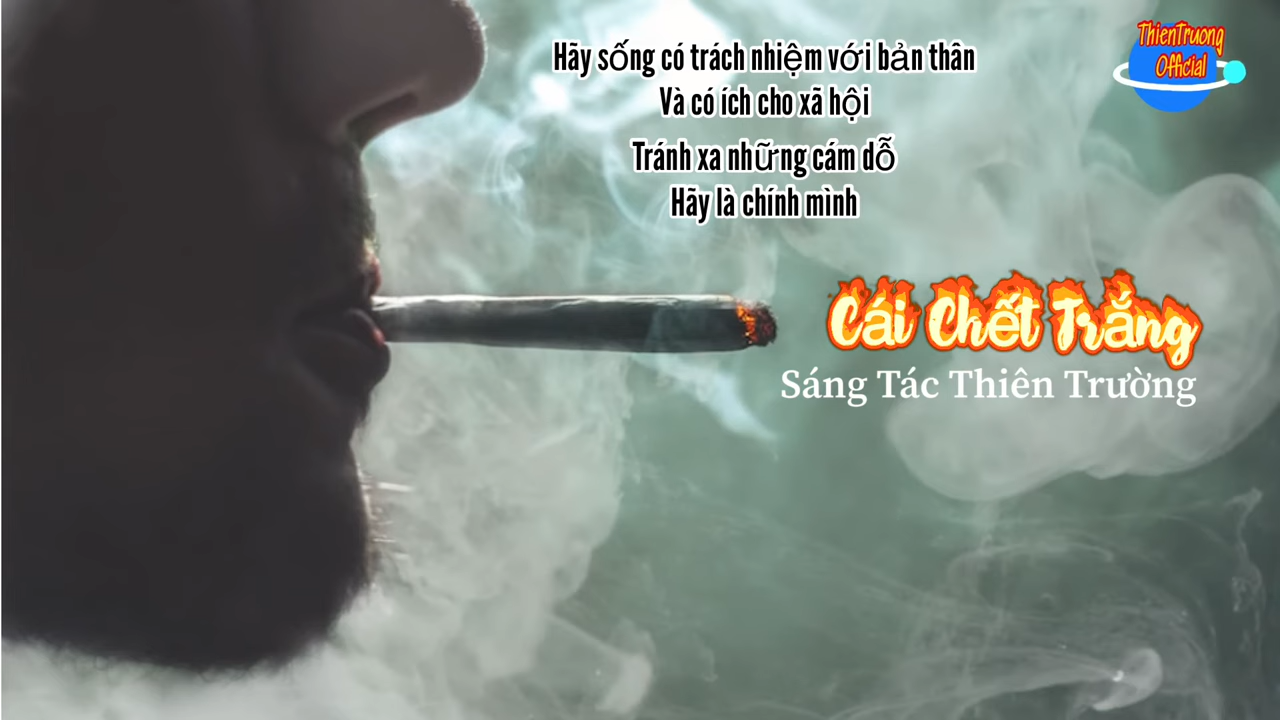 Hãy sống có trách nhiệm với bản thân
Và có ích cho xã hội
Tránh xa những cám dỗ
Hãy là chính mình
ThienTruong
Official
Cái Chết Trắng
Sáng Tác Thiên Trường